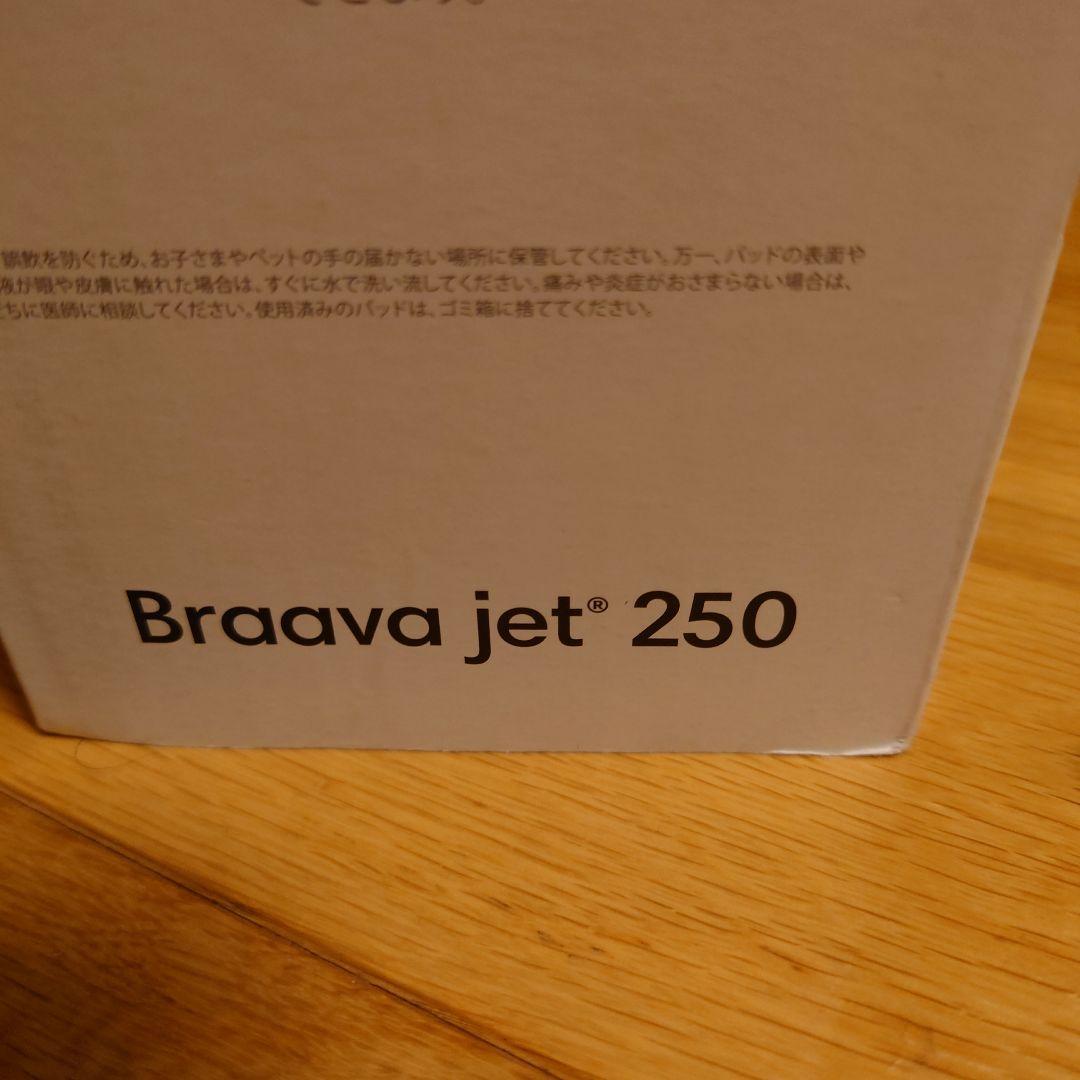 できます。
誤飲を防ぐため、お子さまやペットの手の届かない場所に保管してください。万一、パッドの表面や
液が眼や皮膚に触れた場合は、すぐに水で洗い流してください。痛みや炎症がおさまらない場合は、
ちに医師に相談してください。使用済みのパッドは、ゴミ箱に捨ててください。
Braava jet® 250